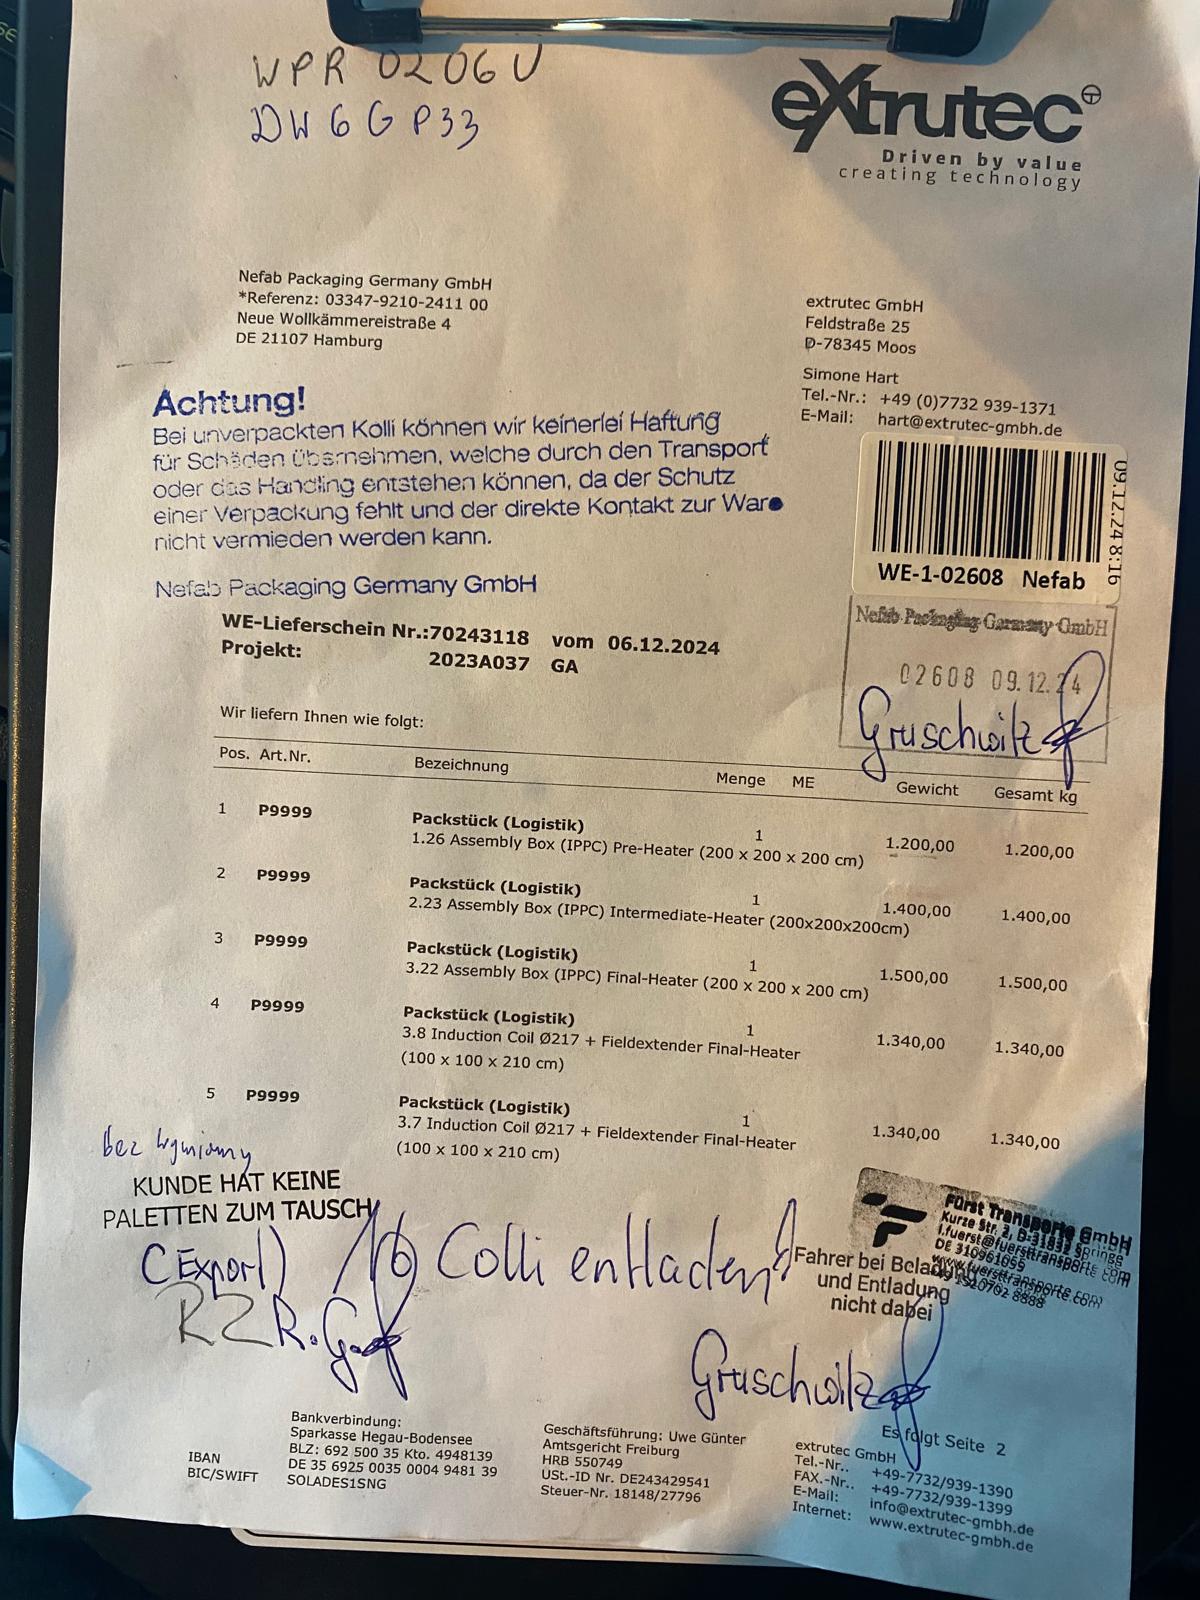 WPR 0206U
DW6GP33
extrutec
Driven by value
creating technology
Nefab Packaging Germany GmbH
*Referenz: 03347-9210-2411 00
Neue Wollkämmereistraße 4
DE 21107 Hamburg
extrutec GmbH
Feldstraße 25
D-78345 Moos
Simone Hart
Tel.-Nr.: +49 (0)7732 939-1371
E-Mail: hart@extrutec-gmbh.de
Achtung!
Bei unverpackten Kolli können wir keinerlei Haftung
für Schäden übernehmen, welche durch den Transport
oder das Handling entstehen können, da der Schutz
einer Verpackung fehlt und der direkte Kontakt zur Ware
nicht vermieden werden kann.
Nefab Packaging Germany GmbH
09.12.24 8:16
WE-1-02608 Nefab
Nefab Packaging Germany GmbH
02608 09.12.24
Gruschwitz
WE-Lieferschein Nr.:70243118 vom 06.12.2024
Projekt: 2023A037 GA
Wir liefern Ihnen wie folgt:
Pos. Art.Nr. Bezeichnung Menge ME Gewicht Gesamt kg
1 P9999 Packstück (Logistik) 1 1.200,00 1.200,00
1.26 Assembly Box (IPPC) Pre-Heater (200 x 200 x 200 cm)
2 P9999 Packstück (Logistik) 1 1.400,00 1.400,00
2.23 Assembly Box (IPPC) Intermediate-Heater (200x200x200cm)
3 P9999 Packstück (Logistik) 1 1.500,00 1.500,00
3.22 Assembly Box (IPPC) Final-Heater (200 x 200 x 200 cm)
4 P9999 Packstück (Logistik) 1 1.340,00 1.340,00
3.8 Induction Coil Ø217 + Fieldextender Final-Heater
(100 x 100 x 210 cm)
5 P9999 Packstück (Logistik) 1 1.340,00 1.340,00
3.7 Induction Coil Ø217 + Fieldextender Final-Heater
(100 x 100 x 210 cm)
bez wymiany
KUNDE HAT KEINE
PALETTEN ZUM TAUSCH
(Export) Colli entladen!
RZ R.G.
Fürst Transporte GmbH
Kurze Str. 2, D-31832 Springe
l.fuerst@fuersttransporte.com
DE 310961055
www.fuersttransporte.com
Fahrer bei Beladung
und Entladung
nicht dabei
Gruschwitz
Es folgt Seite 2
Bankverbindung:
Sparkasse Hegau-Bodensee
BLZ: 692 500 35 Kto. 4948139
IBAN DE 35 6925 0035 0004 9481 39
BIC/SWIFT SOLADES1SNG
Geschäftsführung: Uwe Günter
Amtsgericht Freiburg
HRB 550749
USt.-ID Nr. DE243429541
Steuer-Nr. 18148/27796
extrutec GmbH
Tel.-Nr.. +49-7732/939-1390
FAX.-Nr.. +49-7732/939-1399
E-Mail: info@extrutec-gmbh.de
Internet: www.extrutec-gmbh.de